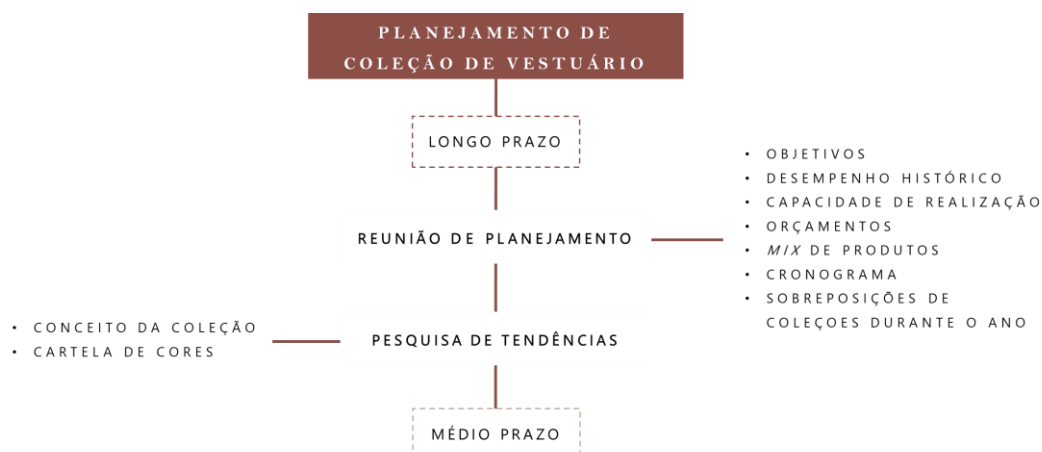 PLANEJAMENTO DE
COLEÇÃO DE VESTUÁRIO
LONGO PRAZO
REUNIÃO DE PLANEJAMENTO
• OBJETIVOS
• DESEMPENHO HISTÓRICO
• CAPACIDADE DE REALIZAÇÃO
• ORÇAMENTOS
• MIX DE PRODUTOS
• CRONOGRAMA
• SOBREPOSIÇÕES DE
COLEÇOES DURANTE O ANO
PESQUISA DE TENDÊNCIAS
• CONCEITO DA COLEÇÃO
• CARTELA DE CORES
MÉDIO PRAZO